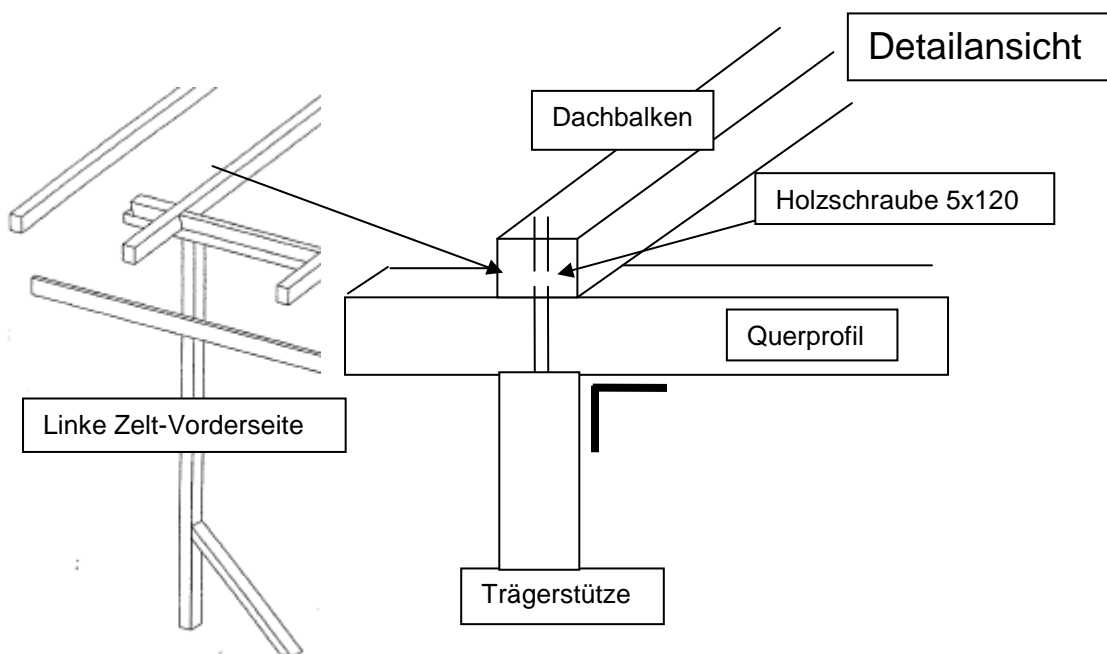 Detailansicht
Dachbalken
Holzschraube 5x120
Querprofil
Linke Zelt-Vorderseite
Trägerstütze